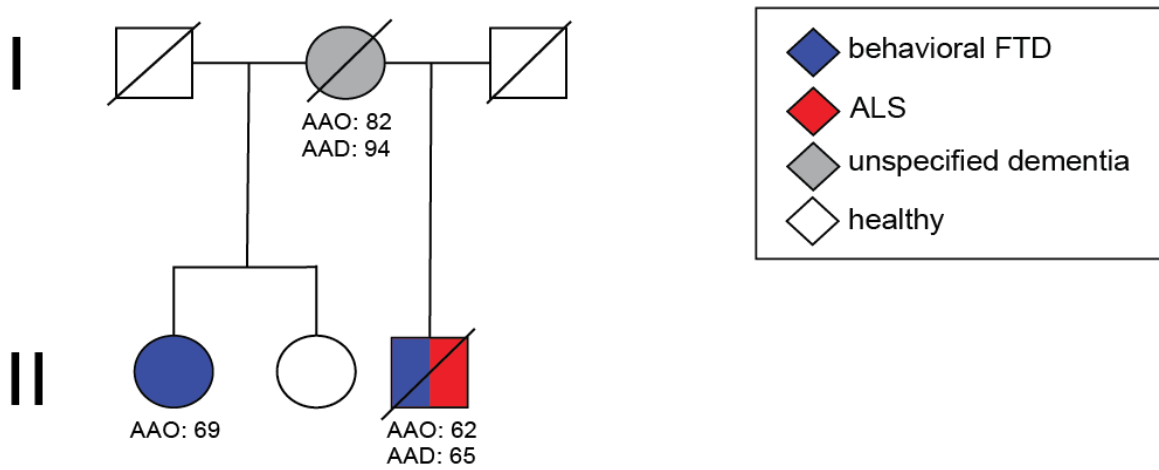 I
AAO: 82
AAD: 94
II
AAO: 69
AAO: 62
AAD: 65
behavioral FTD
ALS
unspecified dementia
healthy